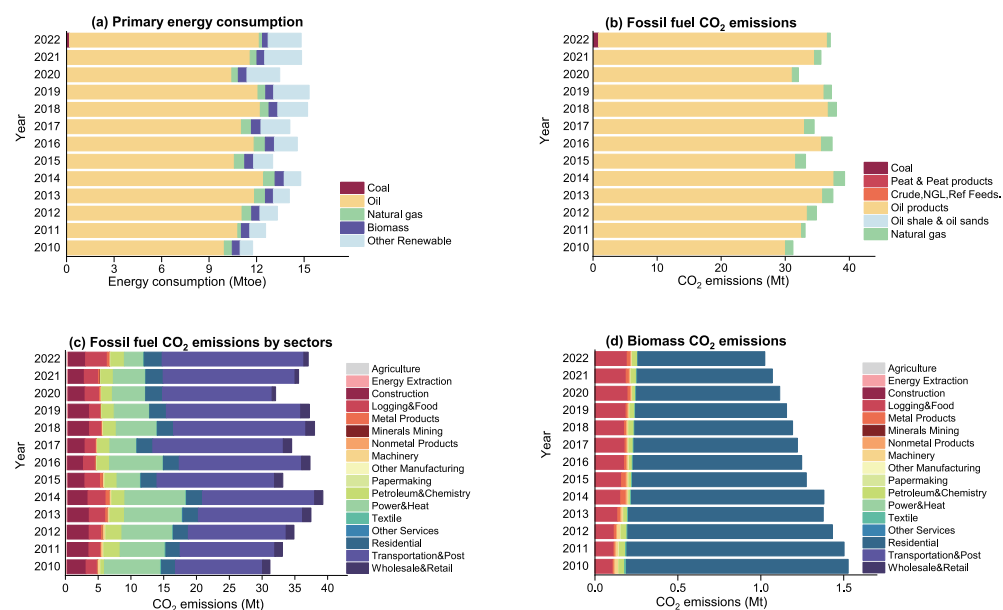 (a) Primary energy consumption
2022
2021
2020
2019
2018
2017
2016
2015
2014
2013
2012
2011
2010
Year
0 3 6 9 12 15
Energy consumption (Mtoe)
Coal
Oil
Natural gas
Biomass
Other Renewable
(b) Fossil fuel CO2 emissions
2022
2021
2020
2019
2018
2017
2016
2015
2014
2013
2012
2011
2010
Year
0 10 20 30 40
CO2 emissions (Mt)
Coal
Peat & Peat products
Crude,NGL,Ref Feeds.
Oil products
Oil shale & oil sands
Natural gas
(c) Fossil fuel CO2 emissions by sectors
2022
2021
2020
2019
2018
2017
2016
2015
2014
2013
2012
2011
2010
Year
0 5 10 15 20 25 30 35 40
CO2 emissions (Mt)
Agriculture
Energy Extraction
Construction
Logging&Food
Metal Products
Minerals Mining
Nonmetal Products
Machinery
Other Manufacturing
Papermaking
Petroleum&Chemistry
Power&Heat
Textile
Other Services
Residential
Transportation&Post
Wholesale&Retail
(d) Biomass CO2 emissions
2022
2021
2020
2019
2018
2017
2016
2015
2014
2013
2012
2011
2010
Year
0.0 0.5 1.0 1.5
CO2 emissions (Mt)
Agriculture
Energy Extraction
Construction
Logging&Food
Metal Products
Minerals Mining
Nonmetal Products
Machinery
Other Manufacturing
Papermaking
Petroleum&Chemistry
Power&Heat
Textile
Other Services
Residential
Transportation&Post
Wholesale&Retail